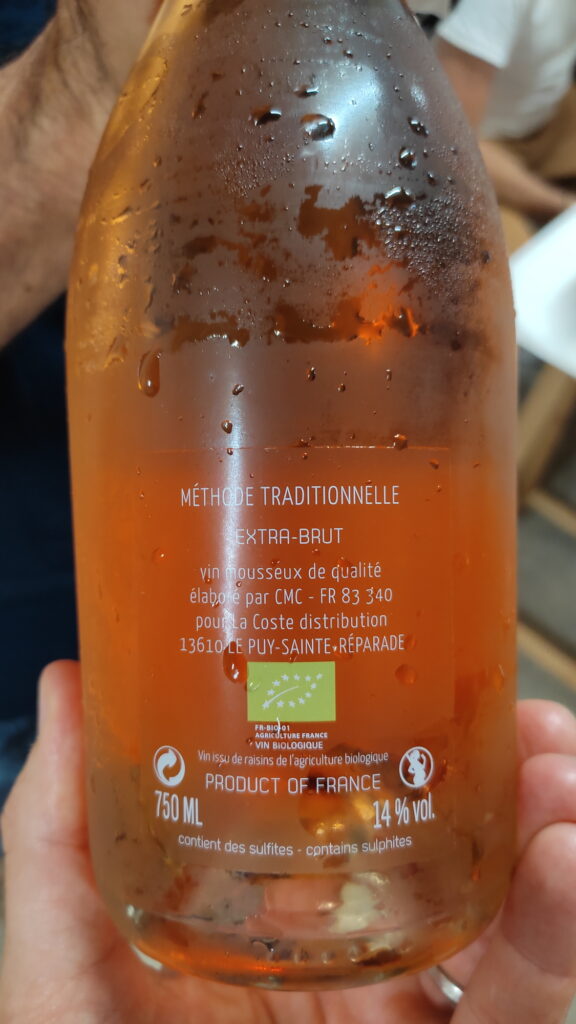 MÉTHODE TRADITIONNELLE
EXTRA-BRUT
vin mousseux de qualité
élaboré par CMC - FR 83 340
pour La Coste distribution
13610 LE PUY-SAINTE-RÉPARADE
FR-BIO-01
AGRICULTURE FRANCE
VIN BIOLOGIQUE
Vin issu de raisins de l'agriculture biologique
PRODUCT OF FRANCE
750 ML
14 % vol.
contient des sulfites - contains sulphites